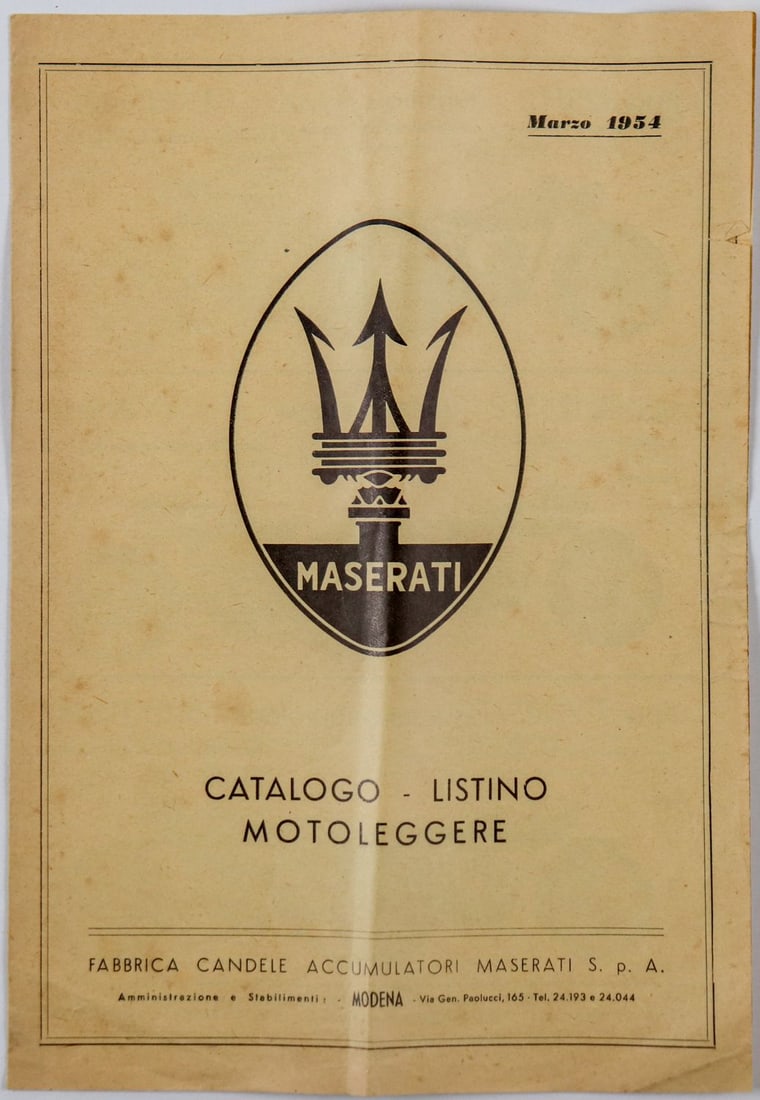 Marzo 1954
MASERATI
CATALOGO - LISTINO
MOTOLEGGERE
FABBRICA CANDELE ACCUMULATORI MASERATI S. p. A.
Amministrazione e Stabilimenti: - MODENA - Via Gen. Paolucci, 165 - Tel. 24.193 e 24.044